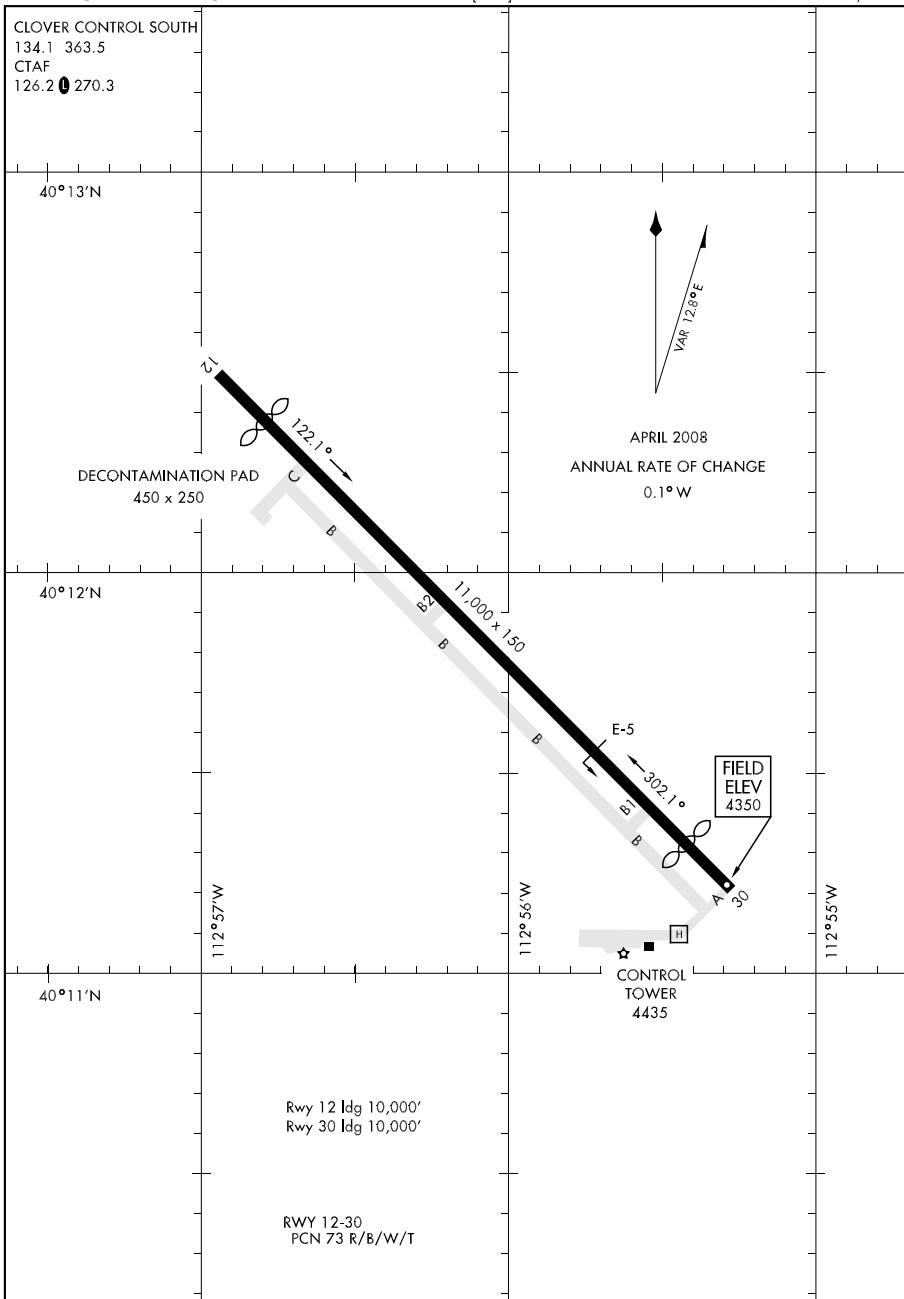 CLOVER CONTROL SOUTH
134.1 363.5
CTAF
126.2 L 270.3
40°13'N
VAR 12.8°E
12
122.1°
APRIL 2008
ANNUAL RATE OF CHANGE
0.1° W
DECONTAMINATION PAD
450 x 250
C
B
40°12'N
B2
11,000 x 150
B
B
E-5
302.1°
FIELD
ELEV
4350
B1
B
A
30
112°57'W
112°56'W
112°55'W
H
CONTROL
TOWER
4435
40°11'N
Rwy 12 ldg 10,000'
Rwy 30 ldg 10,000'
RWY 12-30
PCN 73 R/B/W/T